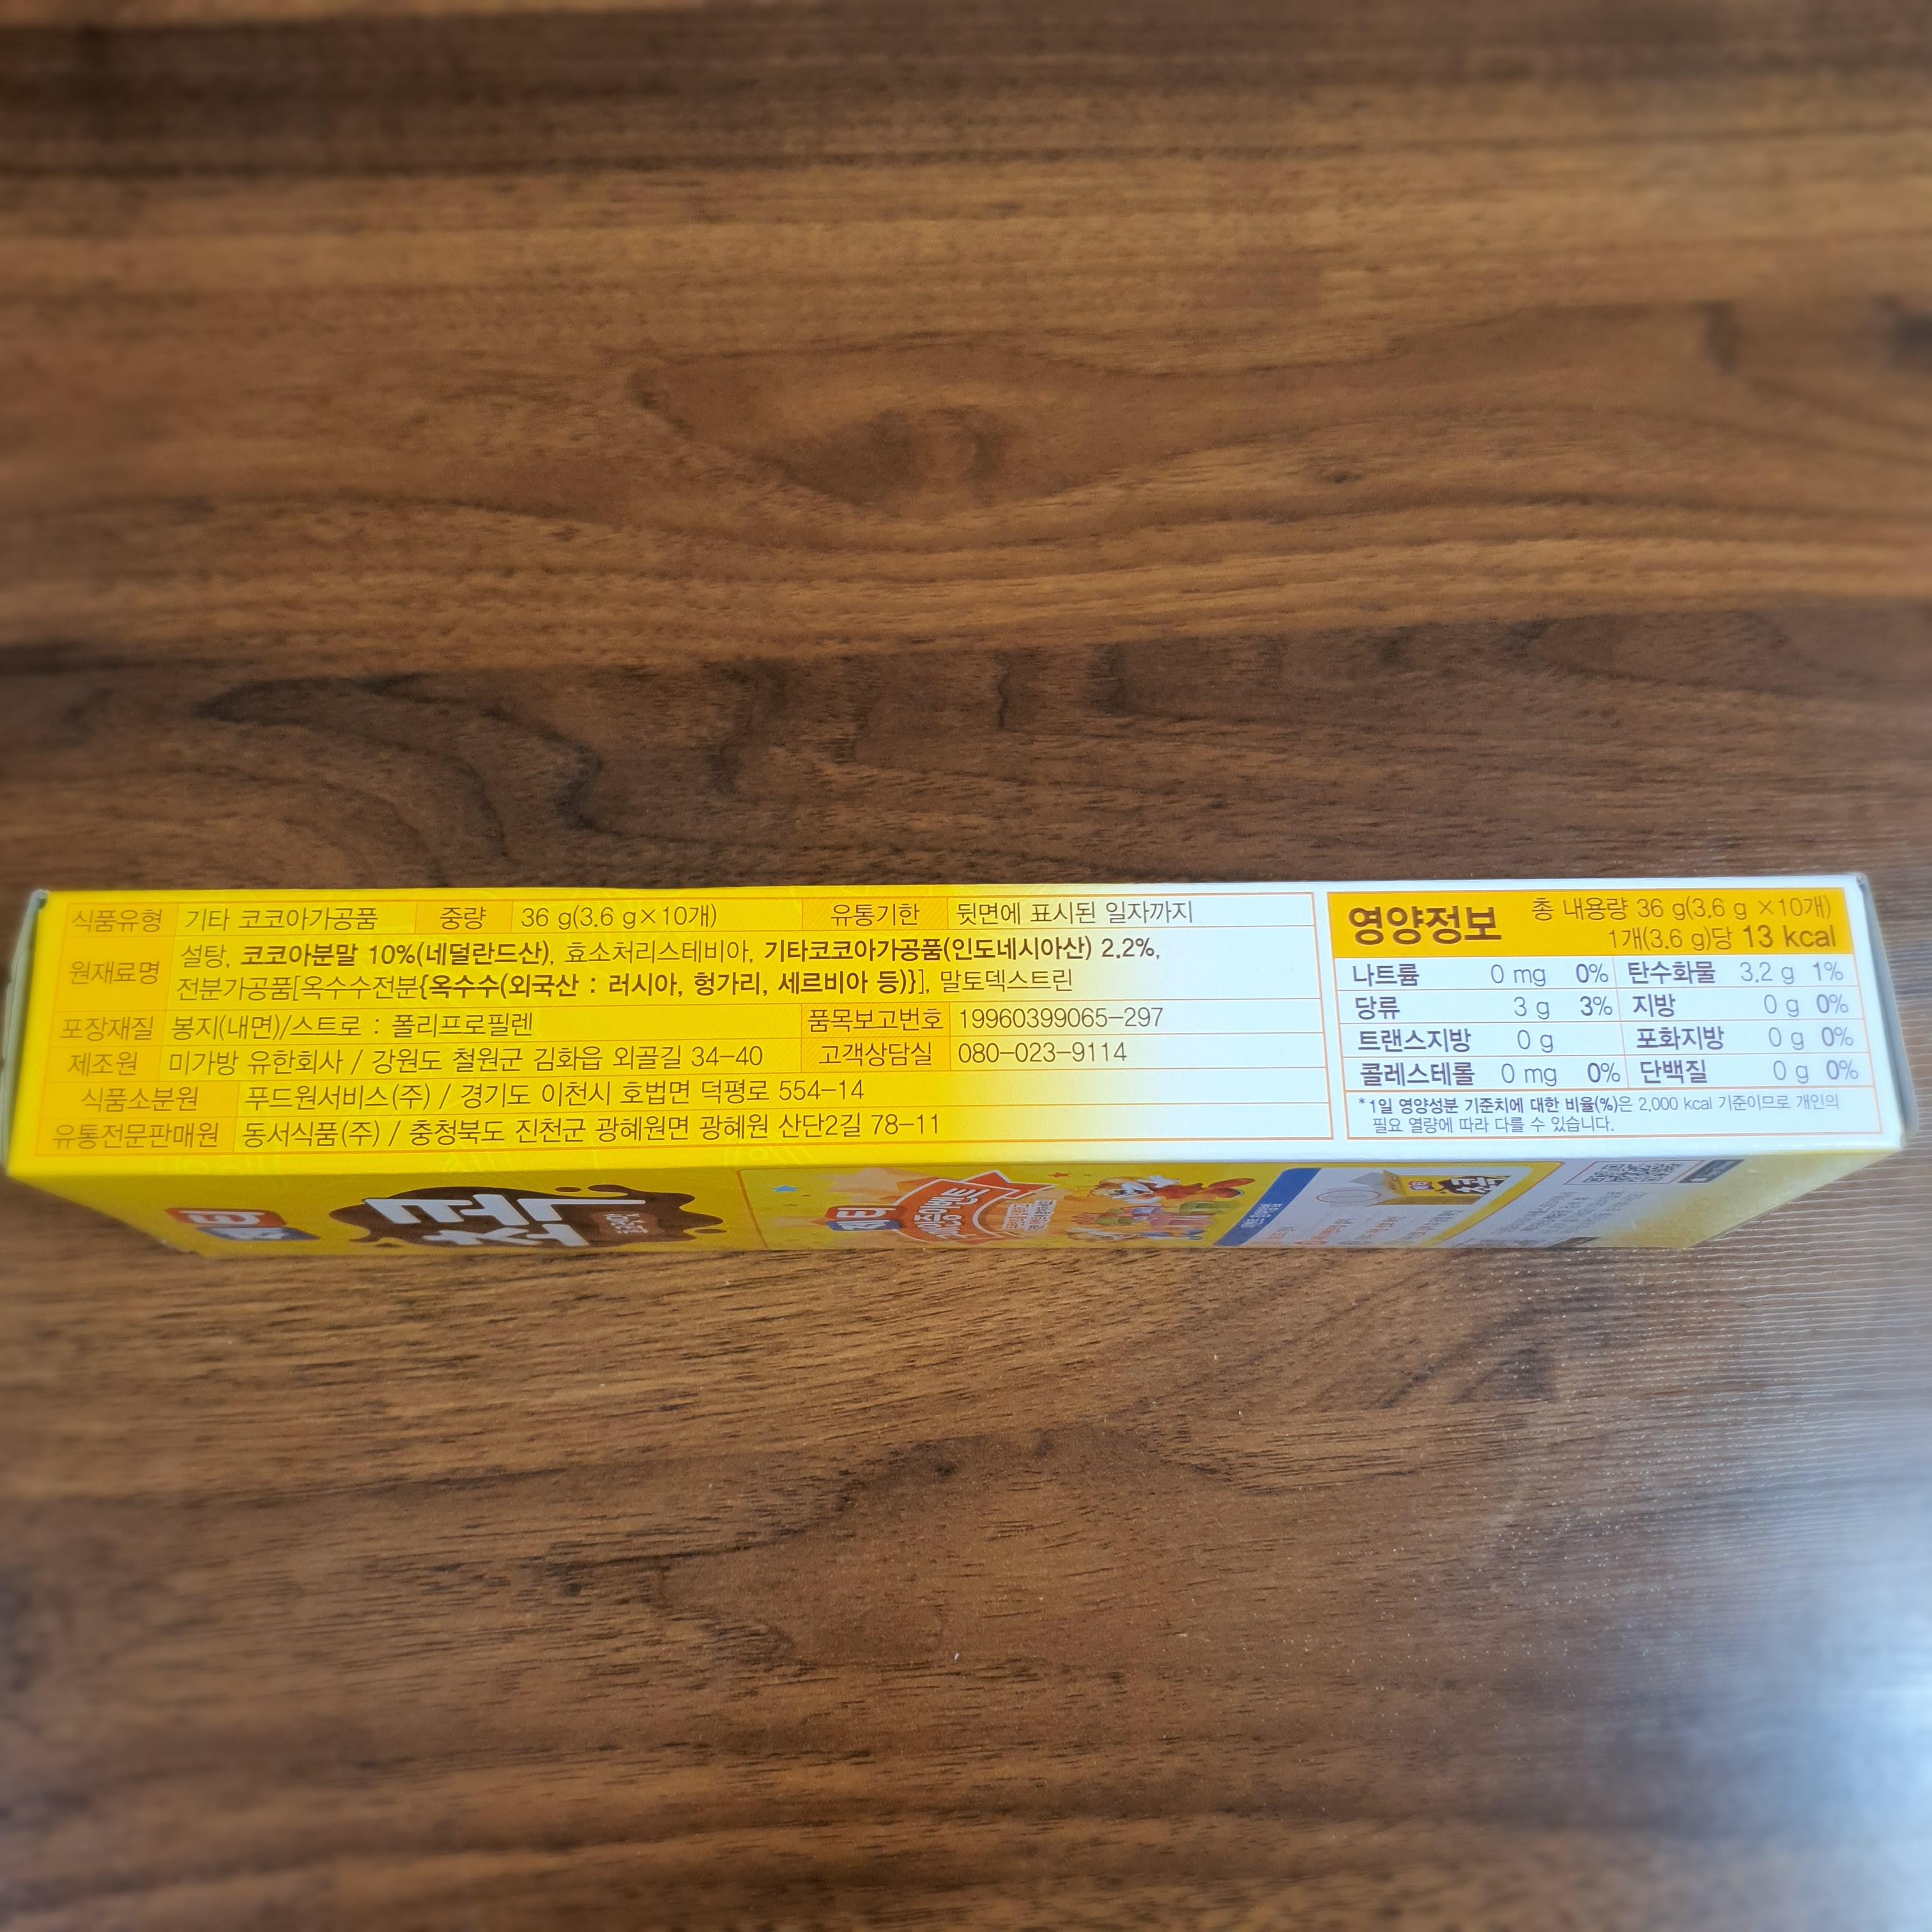 식품유형 기타 코코아가공품 중량 36 g(3.6 g×10개) 유통기한 뒷면에 표시된 일자까지
원재료명 설탕, 코코아분말 10%(네덜란드산), 효소처리스테비아, 기타코코아가공품(인도네시아산) 2.2%,
전분가공품[옥수수전분{옥수수(외국산 : 러시아, 헝가리, 세르비아 등)}], 말토덱스트린
포장재질 봉지(내면)/스트로 : 폴리프로필렌 품목보고번호 19960399065-297
제조원 미가방 유한회사 / 강원도 철원군 김화읍 외골길 34-40 고객상담실 080-023-9114
식품소분원 푸드원서비스(주) / 경기도 이천시 호법면 덕평로 554-14
유통전문판매원 동서식품(주) / 충청북도 진천군 광혜원면 광혜원 산단2길 78-11
영양정보 총 내용량 36 g(3.6 g ×10개)
1개(3.6 g)당 13 kcal
나트륨 0 mg 0% 탄수화물 3.2 g 1%
당류 3 g 3% 지방 0 g 0%
트랜스지방 0 g 포화지방 0 g 0%
콜레스테롤 0 mg 0% 단백질 0 g 0%
*1일 영양성분 기준치에 대한 비율(%)은 2,000 kcal 기준이므로 개인의
필요 열량에 따라 다를 수 있습니다.
제티
쵸콕
제티